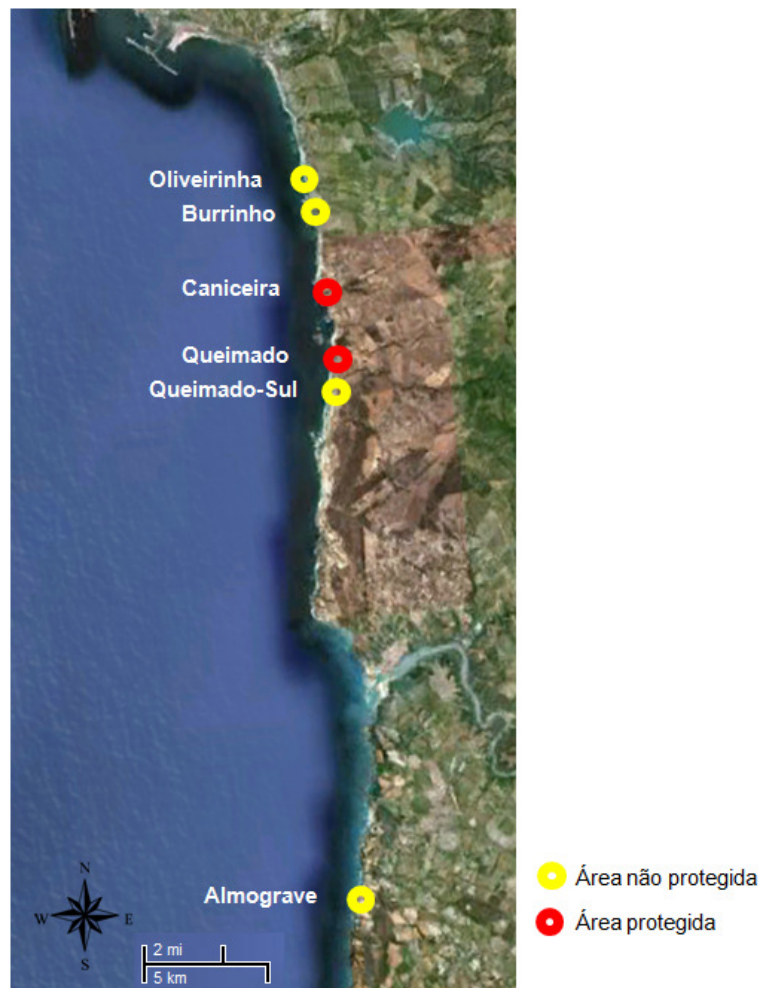 Oliveirinha
Burrinho
Caniceira
Queimado
Queimado-Sul
Almograve
N
W E
S
2 mi
5 km
Área não protegida
Área protegida